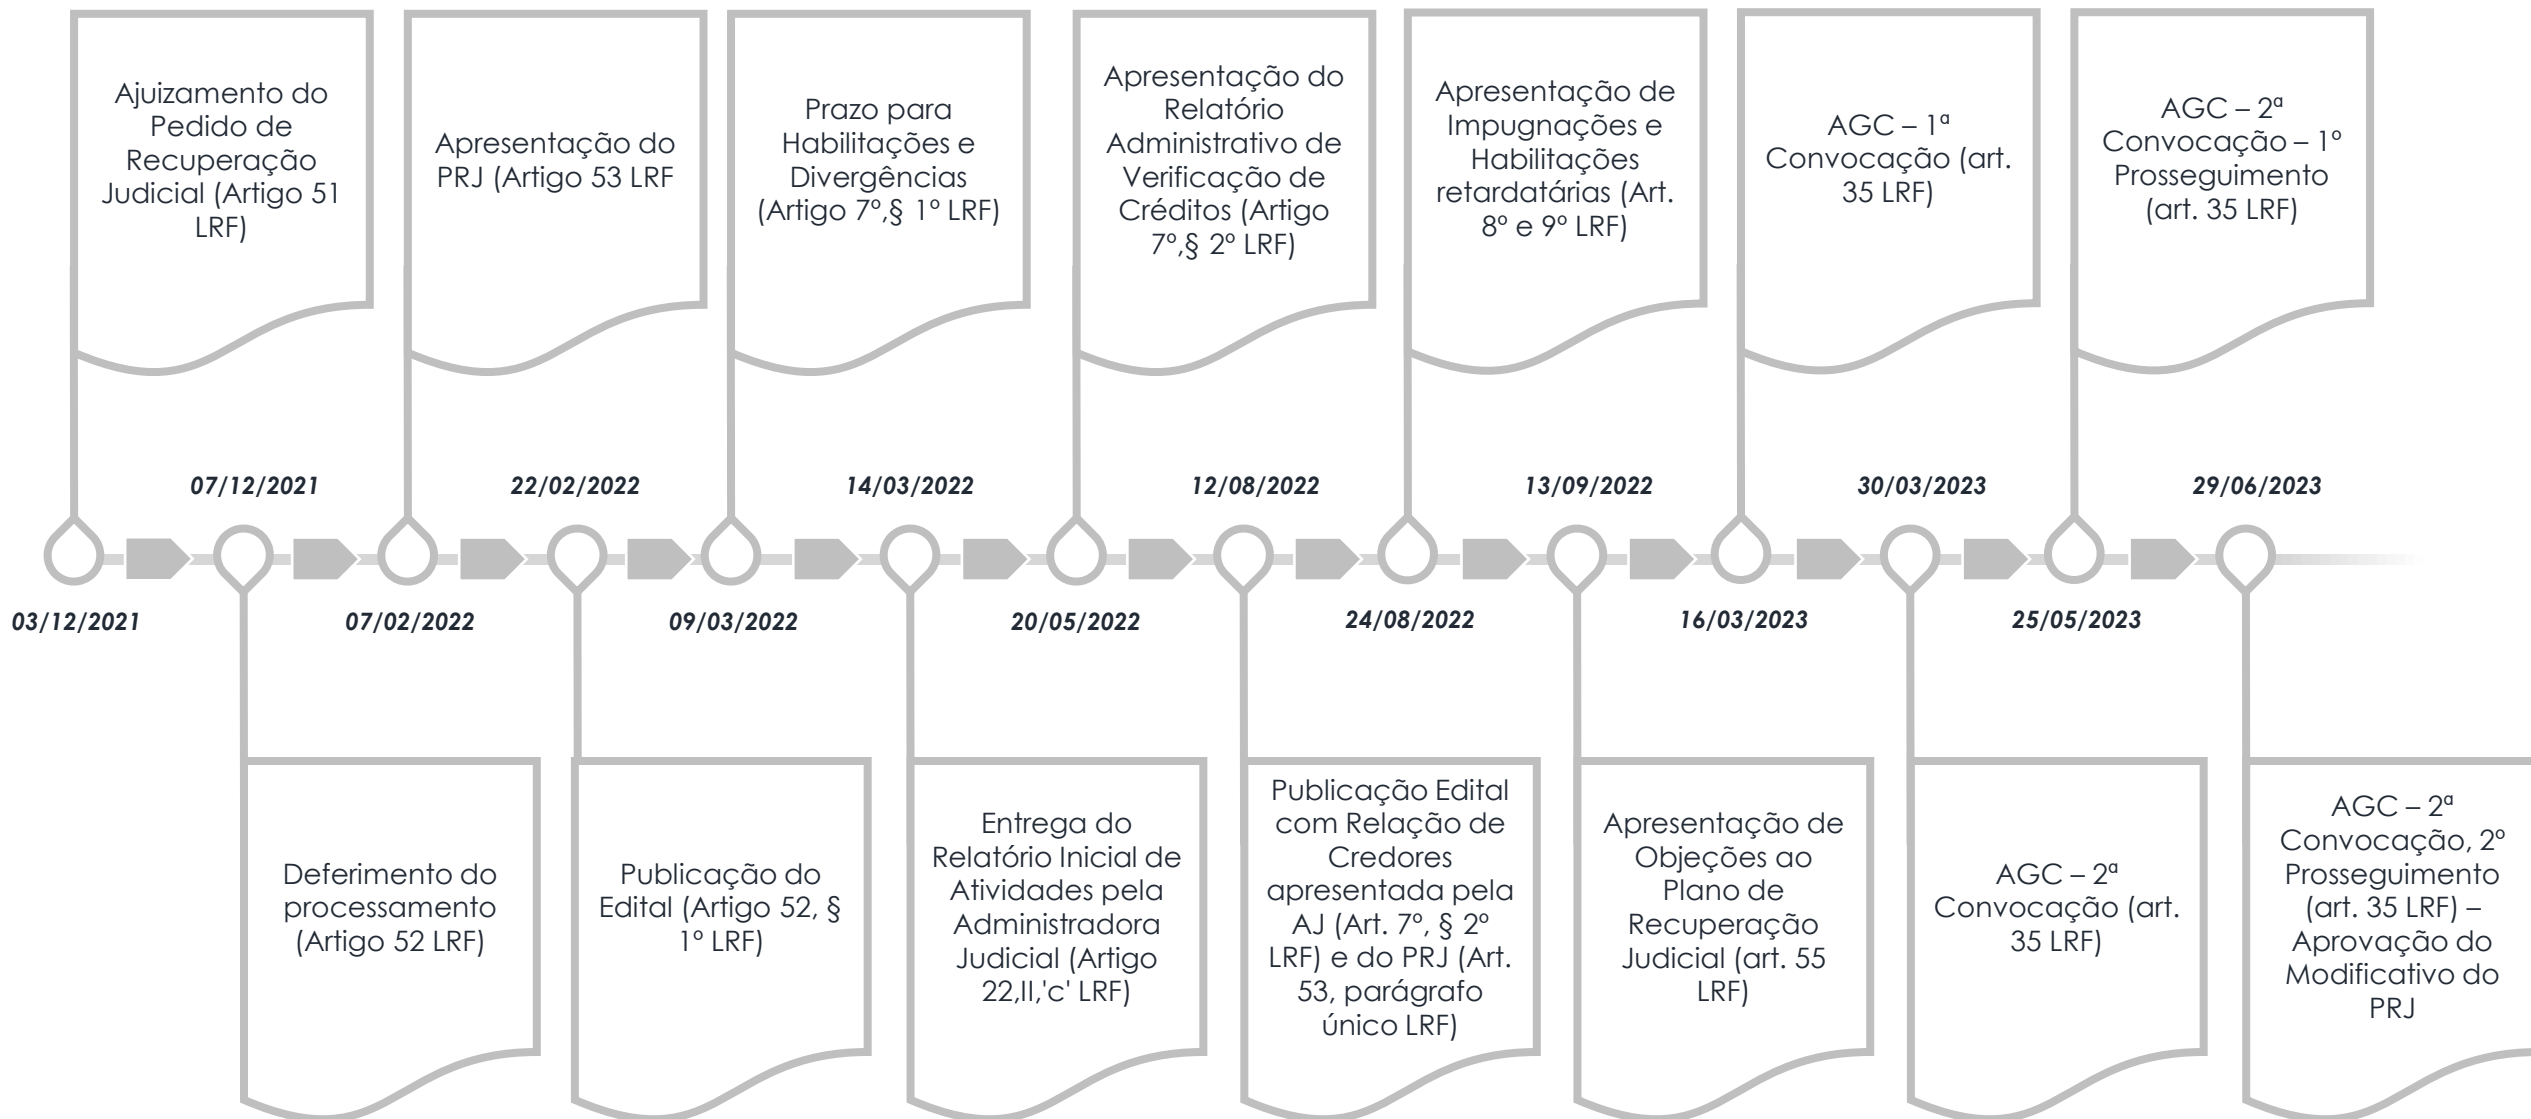 Ajuizamento do
Pedido de
Recuperação
Judicial (Artigo 51
LRF)
Apresentação do
PRJ (Artigo 53 LRF
Prazo para
Habilitações e
Divergências
(Artigo 7º,§ 1º LRF)
Apresentação do
Relatório
Administrativo de
Verificação de
Créditos (Artigo
7º,§ 2º LRF)
Apresentação de
Impugnações e
Habilitações
retardatárias (Art.
8º e 9º LRF)
AGC – 1ª
Convocação (art.
35 LRF)
AGC – 2ª
Convocação – 1º
Prosseguimento
(art. 35 LRF)
07/12/2021
22/02/2022
14/03/2022
12/08/2022
13/09/2022
30/03/2023
29/06/2023
03/12/2021
07/02/2022
09/03/2022
20/05/2022
24/08/2022
16/03/2023
25/05/2023
Deferimento do
processamento
(Artigo 52 LRF)
Publicação do
Edital (Artigo 52, §
1º LRF)
Entrega do
Relatório Inicial de
Atividades pela
Administradora
Judicial (Artigo
22,II,'c' LRF)
Publicação Edital
com Relação de
Credores
apresentada pela
AJ (Art. 7º, § 2º
LRF) e do PRJ (Art.
53, parágrafo
único LRF)
Apresentação de
Objeções ao
Plano de
Recuperação
Judicial (art. 55
LRF)
AGC – 2ª
Convocação (art.
35 LRF)
AGC – 2ª
Convocação, 2º
Prosseguimento
(art. 35 LRF) –
Aprovação do
Modificativo do
PRJ